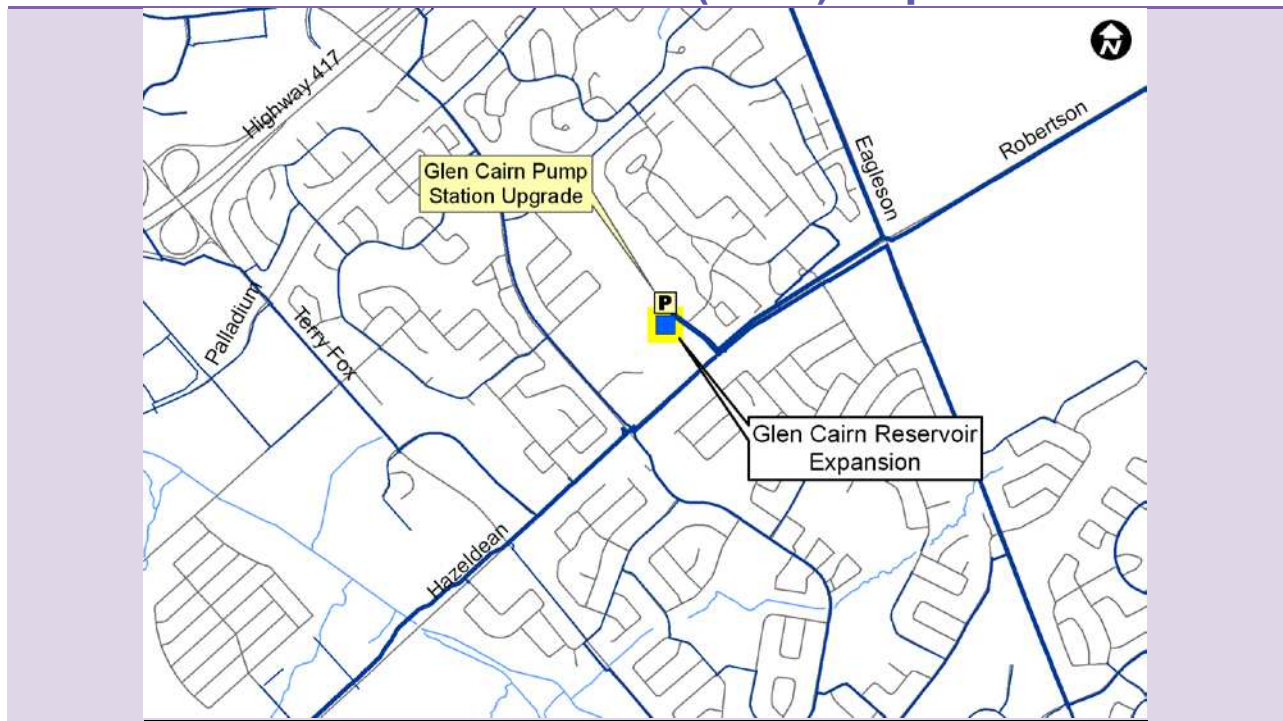 N
Highway 417
Eagleson
Robertson
Glen Cairn Pump
Station Upgrade
P
Palladium
Terry Fox
Glen Cairn Reservoir
Expansion
Hazeldean